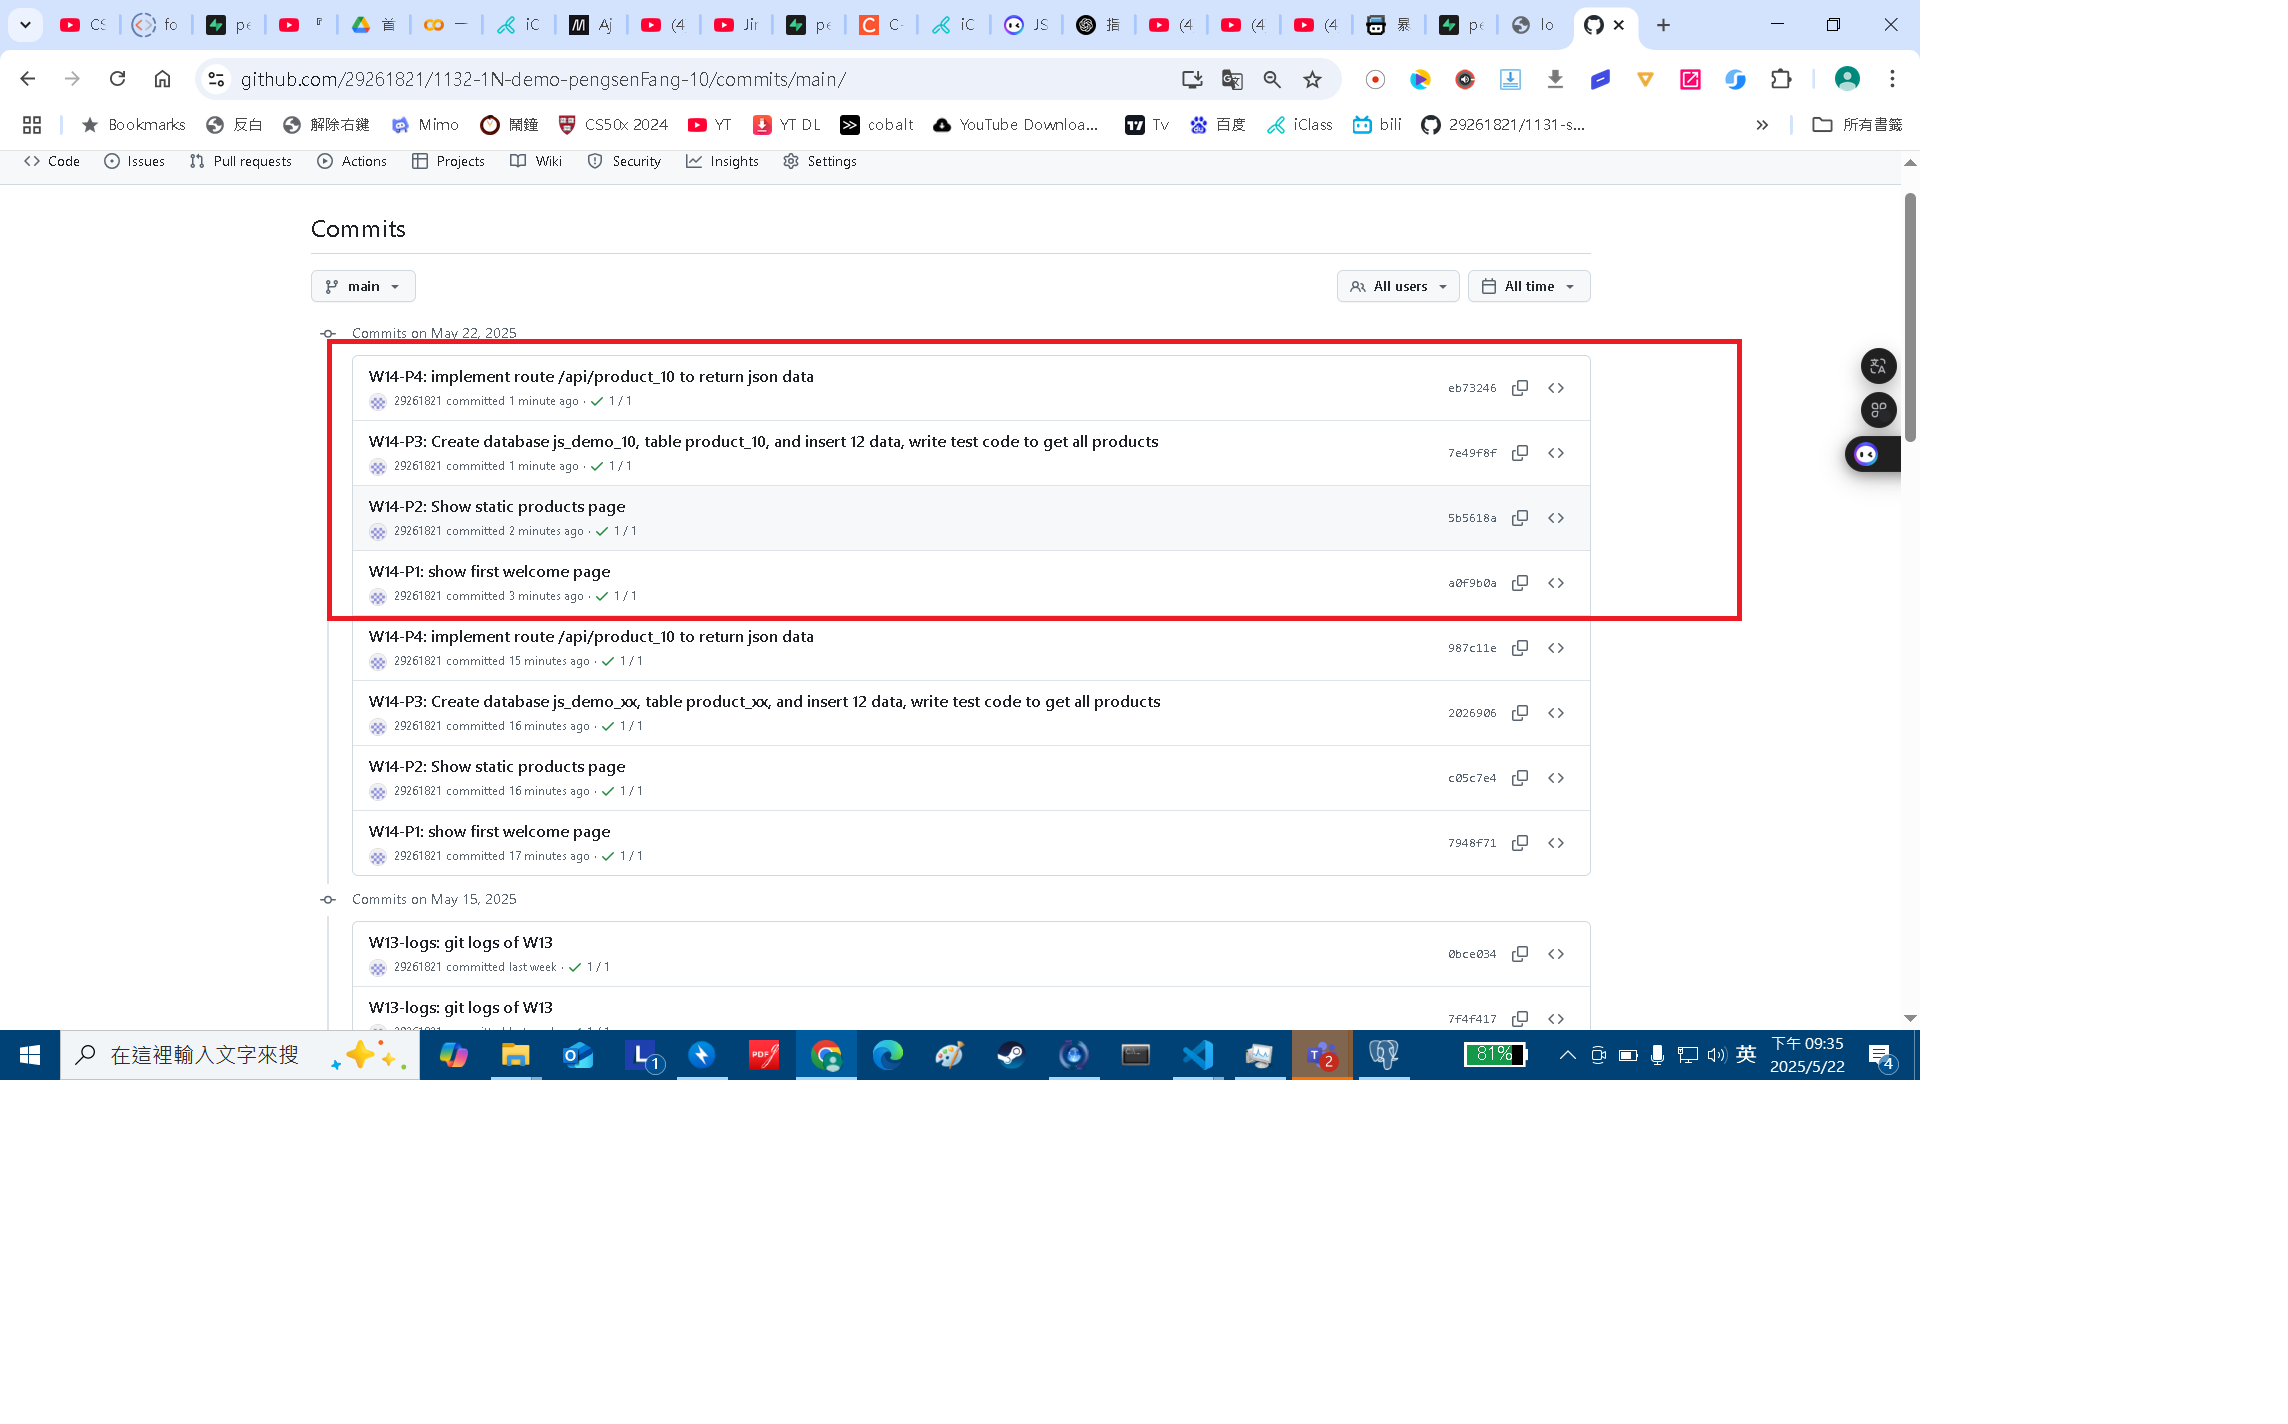 CS
fo
pe
『
首
一
iC
Aj
(4
Jir
pe
C-
iC
JS
指
(4
(4
(4
暴
pe
lo
github.com/29261821/1132-1N-demo-pengsenFang-10/commits/main/
Bookmarks
反白
解除右鍵
Mimo
鬧鐘
CS50x 2024
YT
YT DL
cobalt
YouTube Downloa...
Tv
百度
iClass
bili
29261821/1131-s...
所有書籤
Code
Issues
Pull requests
Actions
Projects
Wiki
Security
Insights
Settings
Commits
main
All users
All time
Commits on May 22, 2025
W14-P4: implement route /api/product_10 to return json data
29261821 committed 1 minute ago · 1 / 1
eb73246
W14-P3: Create database js_demo_10, table product_10, and insert 12 data, write test code to get all products
29261821 committed 1 minute ago · 1 / 1
7e49f8f
W14-P2: Show static products page
29261821 committed 2 minutes ago · 1 / 1
5b5618a
W14-P1: show first welcome page
29261821 committed 3 minutes ago · 1 / 1
a0f9b0a
W14-P4: implement route /api/product_10 to return json data
29261821 committed 15 minutes ago · 1 / 1
987c11e
W14-P3: Create database js_demo_xx, table product_xx, and insert 12 data, write test code to get all products
29261821 committed 16 minutes ago · 1 / 1
2026906
W14-P2: Show static products page
29261821 committed 16 minutes ago · 1 / 1
c05c7e4
W14-P1: show first welcome page
29261821 committed 17 minutes ago · 1 / 1
7948f71
Commits on May 15, 2025
W13-logs: git logs of W13
29261821 committed last week · 1 / 1
0bce034
W13-logs: git logs of W13
7f4f417
在這裡輸入文字來搜
1
2
81%
英
下午 09:35
2025/5/22
4